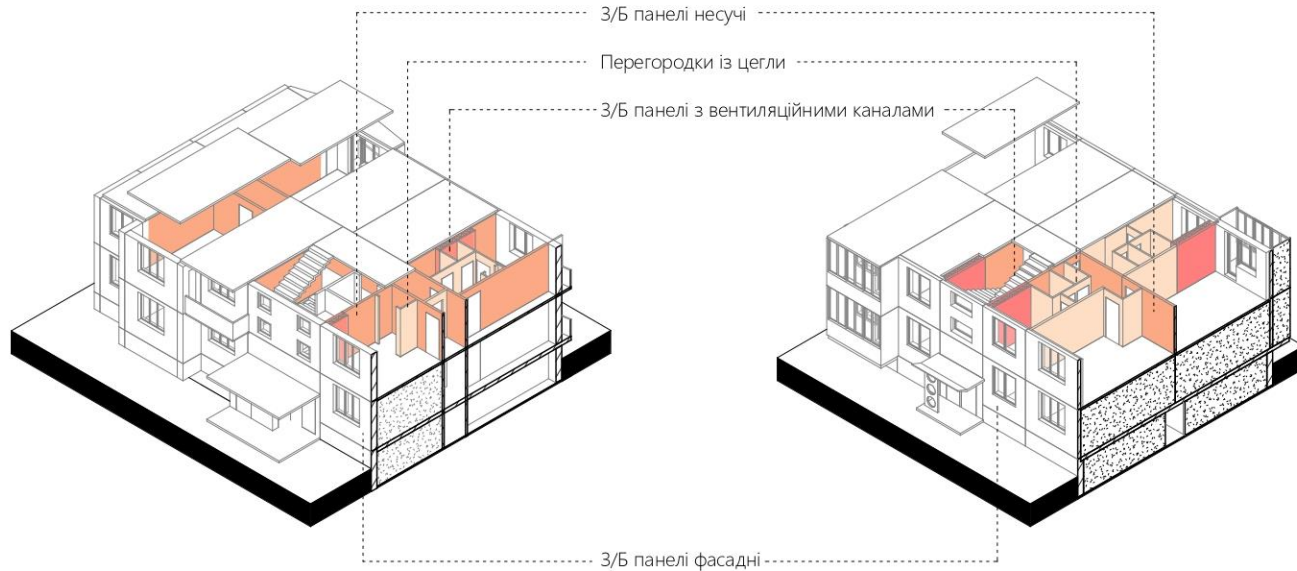 З/Б панелі несучі
Перегородки із цегли
З/Б панелі з вентиляційними каналами
З/Б панелі фасадні